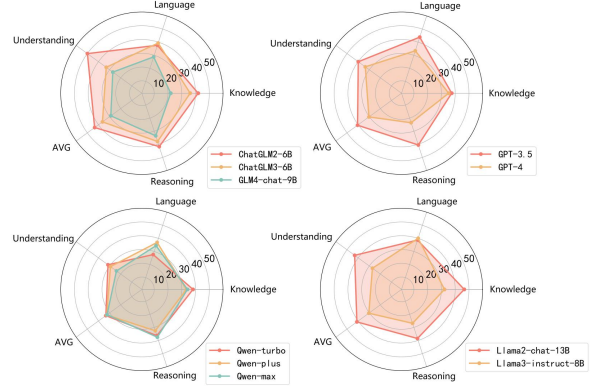 Language
Understanding
10 20 30 40 50
Knowledge
AVG
Reasoning
ChatGLM2-6B
ChatGLM3-6B
GLM4-chat-9B
Language
Understanding
10 20 30 40 50
Knowledge
AVG
Reasoning
GPT-3.5
GPT-4
Language
Understanding
10 20 30 40 50
Knowledge
AVG
Reasoning
Qwen-turbo
Qwen-plus
Qwen-max
Language
Understanding
10 20 30 40 50
Knowledge
AVG
Reasoning
Llama2-chat-13B
Llama3-instruct-8B